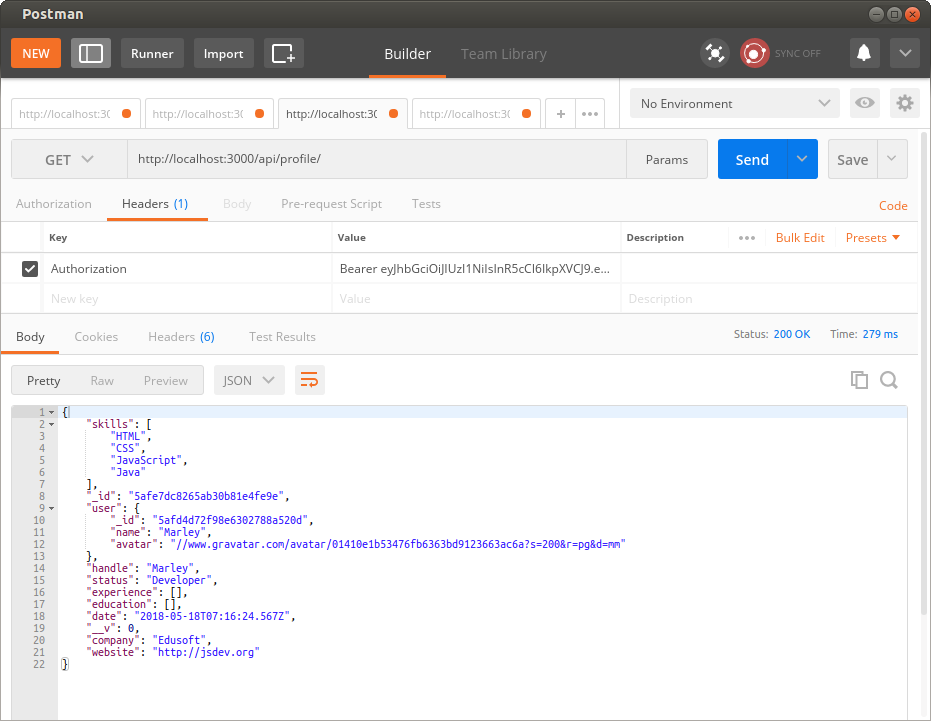 Postman
NEW Runner Import Builder Team Library SYNC OFF
http://localhost:30 http://localhost:30 http://localhost:30 http://localhost:30 + ••• No Environment
GET http://localhost:3000/api/profile/ Params Send Save
Authorization Headers (1) Body Pre-request Script Tests Code
Key Value Description ••• Bulk Edit Presets
Authorization Bearer eyJhbGciOiJIUzI1NiIsInR5cCI6IkpXVCJ9.e...
New key Value Description
Body Cookies Headers (6) Test Results Status: 200 OK Time: 279 ms
Pretty Raw Preview JSON
1 {
2 "skills": [
3 "HTML",
4 "CSS",
5 "JavaScript",
6 "Java"
7 ],
8 "_id": "5afe7dc8265ab30b81e4fe9e",
9 "user": {
10 "_id": "5afd4d72f98e6302788a520d",
11 "name": "Marley",
12 "avatar": "//www.gravatar.com/avatar/01410e1b53476fb6363bd9123663ac6a?s=200&r=pg&d=mm"
13 },
14 "handle": "Marley",
15 "status": "Developer",
16 "experience": [],
17 "education": [],
18 "date": "2018-05-18T07:16:24.567Z",
19 "__v": 0,
20 "company": "Edusoft",
21 "website": "http://jsdev.org"
22 }